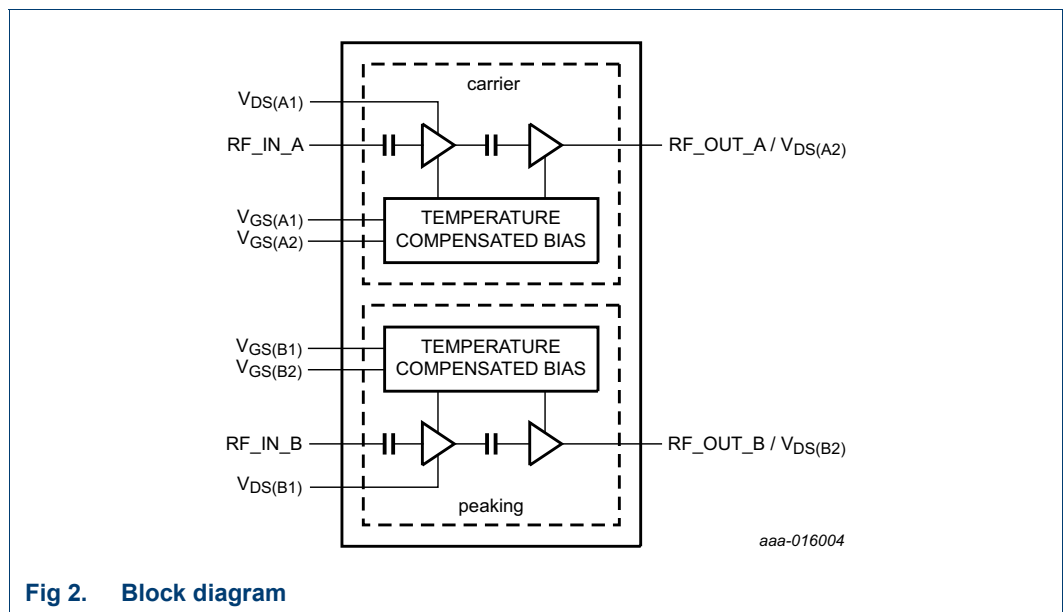 carrier
VDS(A1)
RF_IN_A
RF_OUT_A / VDS(A2)
VGS(A1)
VGS(A2)
TEMPERATURE
COMPENSATED BIAS
VGS(B1)
VGS(B2)
TEMPERATURE
COMPENSATED BIAS
RF_IN_B
RF_OUT_B / VDS(B2)
VDS(B1)
peaking
aaa-016004
Fig 2. Block diagram